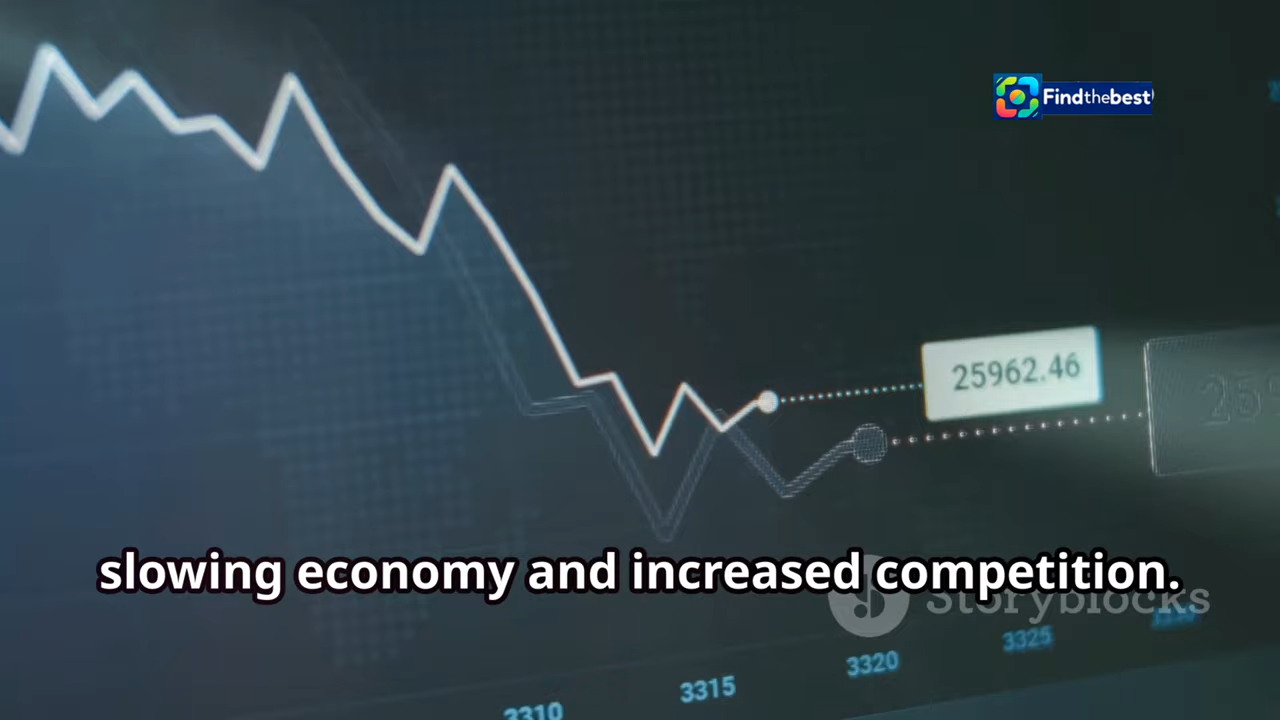 Findthebest
25962.46
slowing economy and increased competition.
Storyblocks
3325
3320
3315
3310